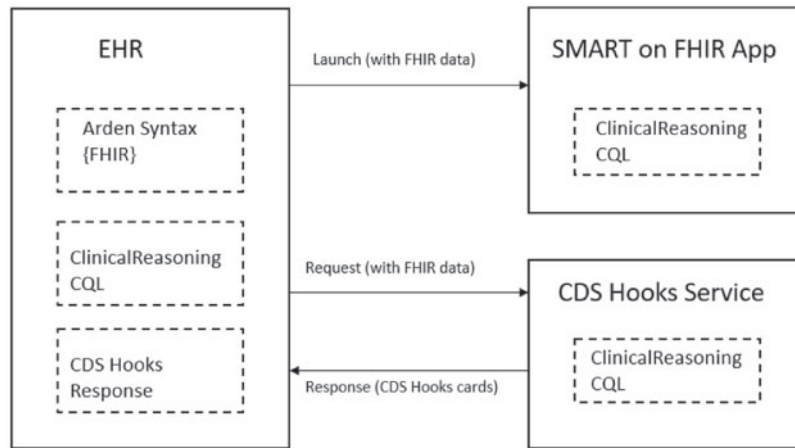 EHR
Arden Syntax
{FHIR}
ClinicalReasoning
CQL
CDS Hooks
Response
Launch (with FHIR data)
Request (with FHIR data)
Response (CDS Hooks cards)
SMART on FHIR App
ClinicalReasoning
CQL
CDS Hooks Service
ClinicalReasoning
CQL